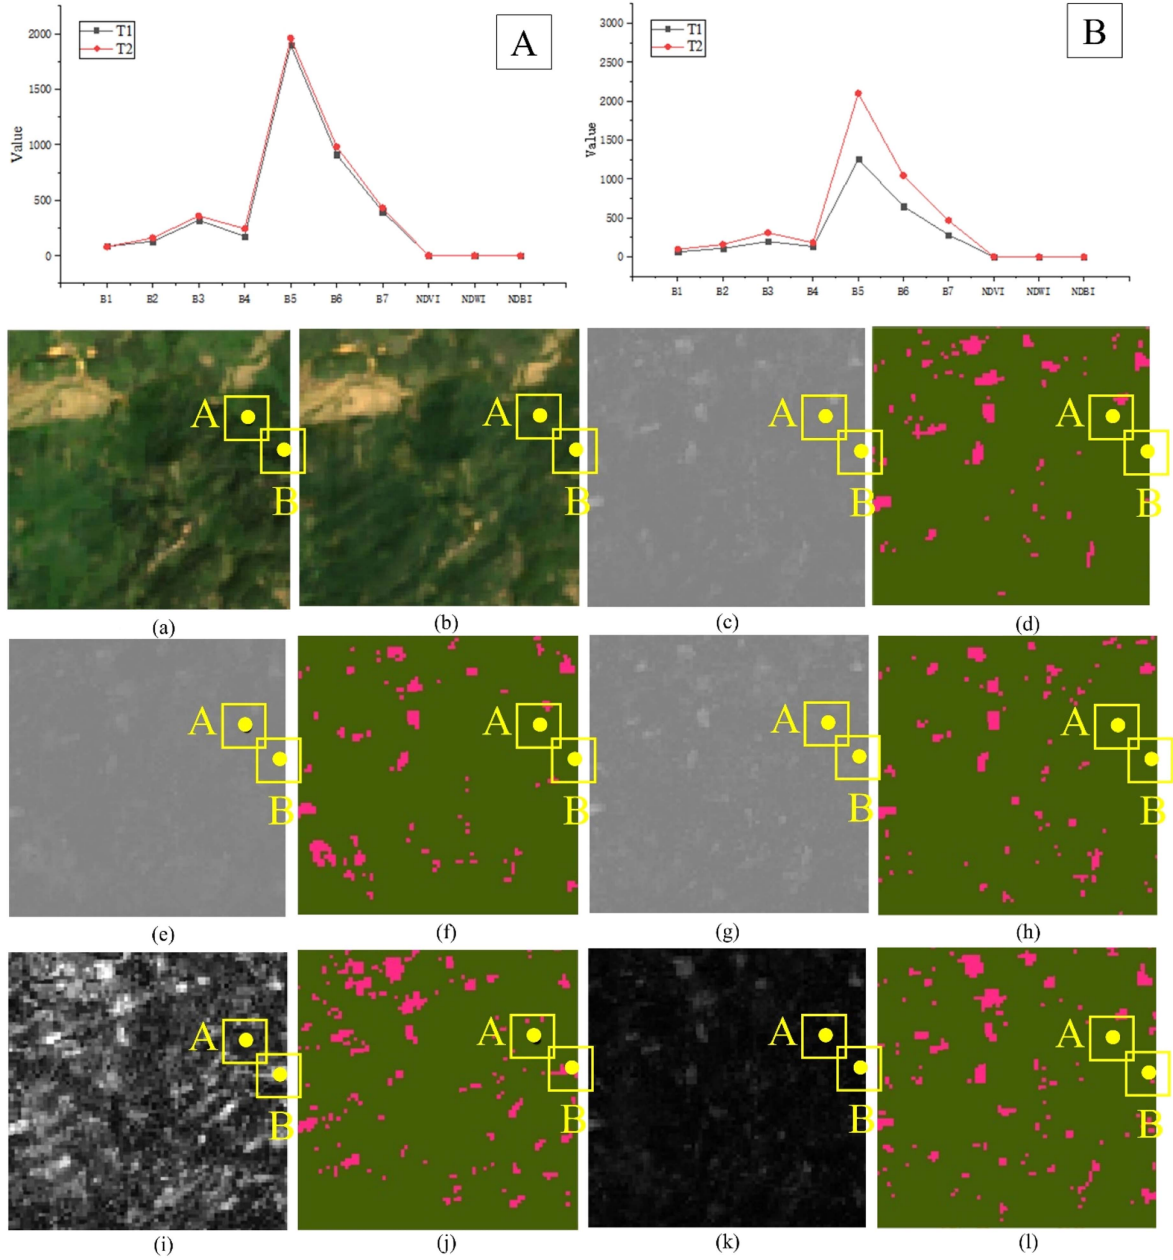 T1
T2
A
2000
1500
1000
500
0
Value
B1 B2 B3 B4 B5 B6 B7 NDVI NDWI NDBI
T1
T2
B
3000
2500
2000
1500
1000
500
0
Value
B1 B2 B3 B4 B5 B6 B7 NDVI NDWI NDBI
A A A A
B B B B
(a) (b) (c) (d)
A A A A
B B B B
(e) (f) (g) (h)
A A A A
B B B B
(i) (j) (k) (l)